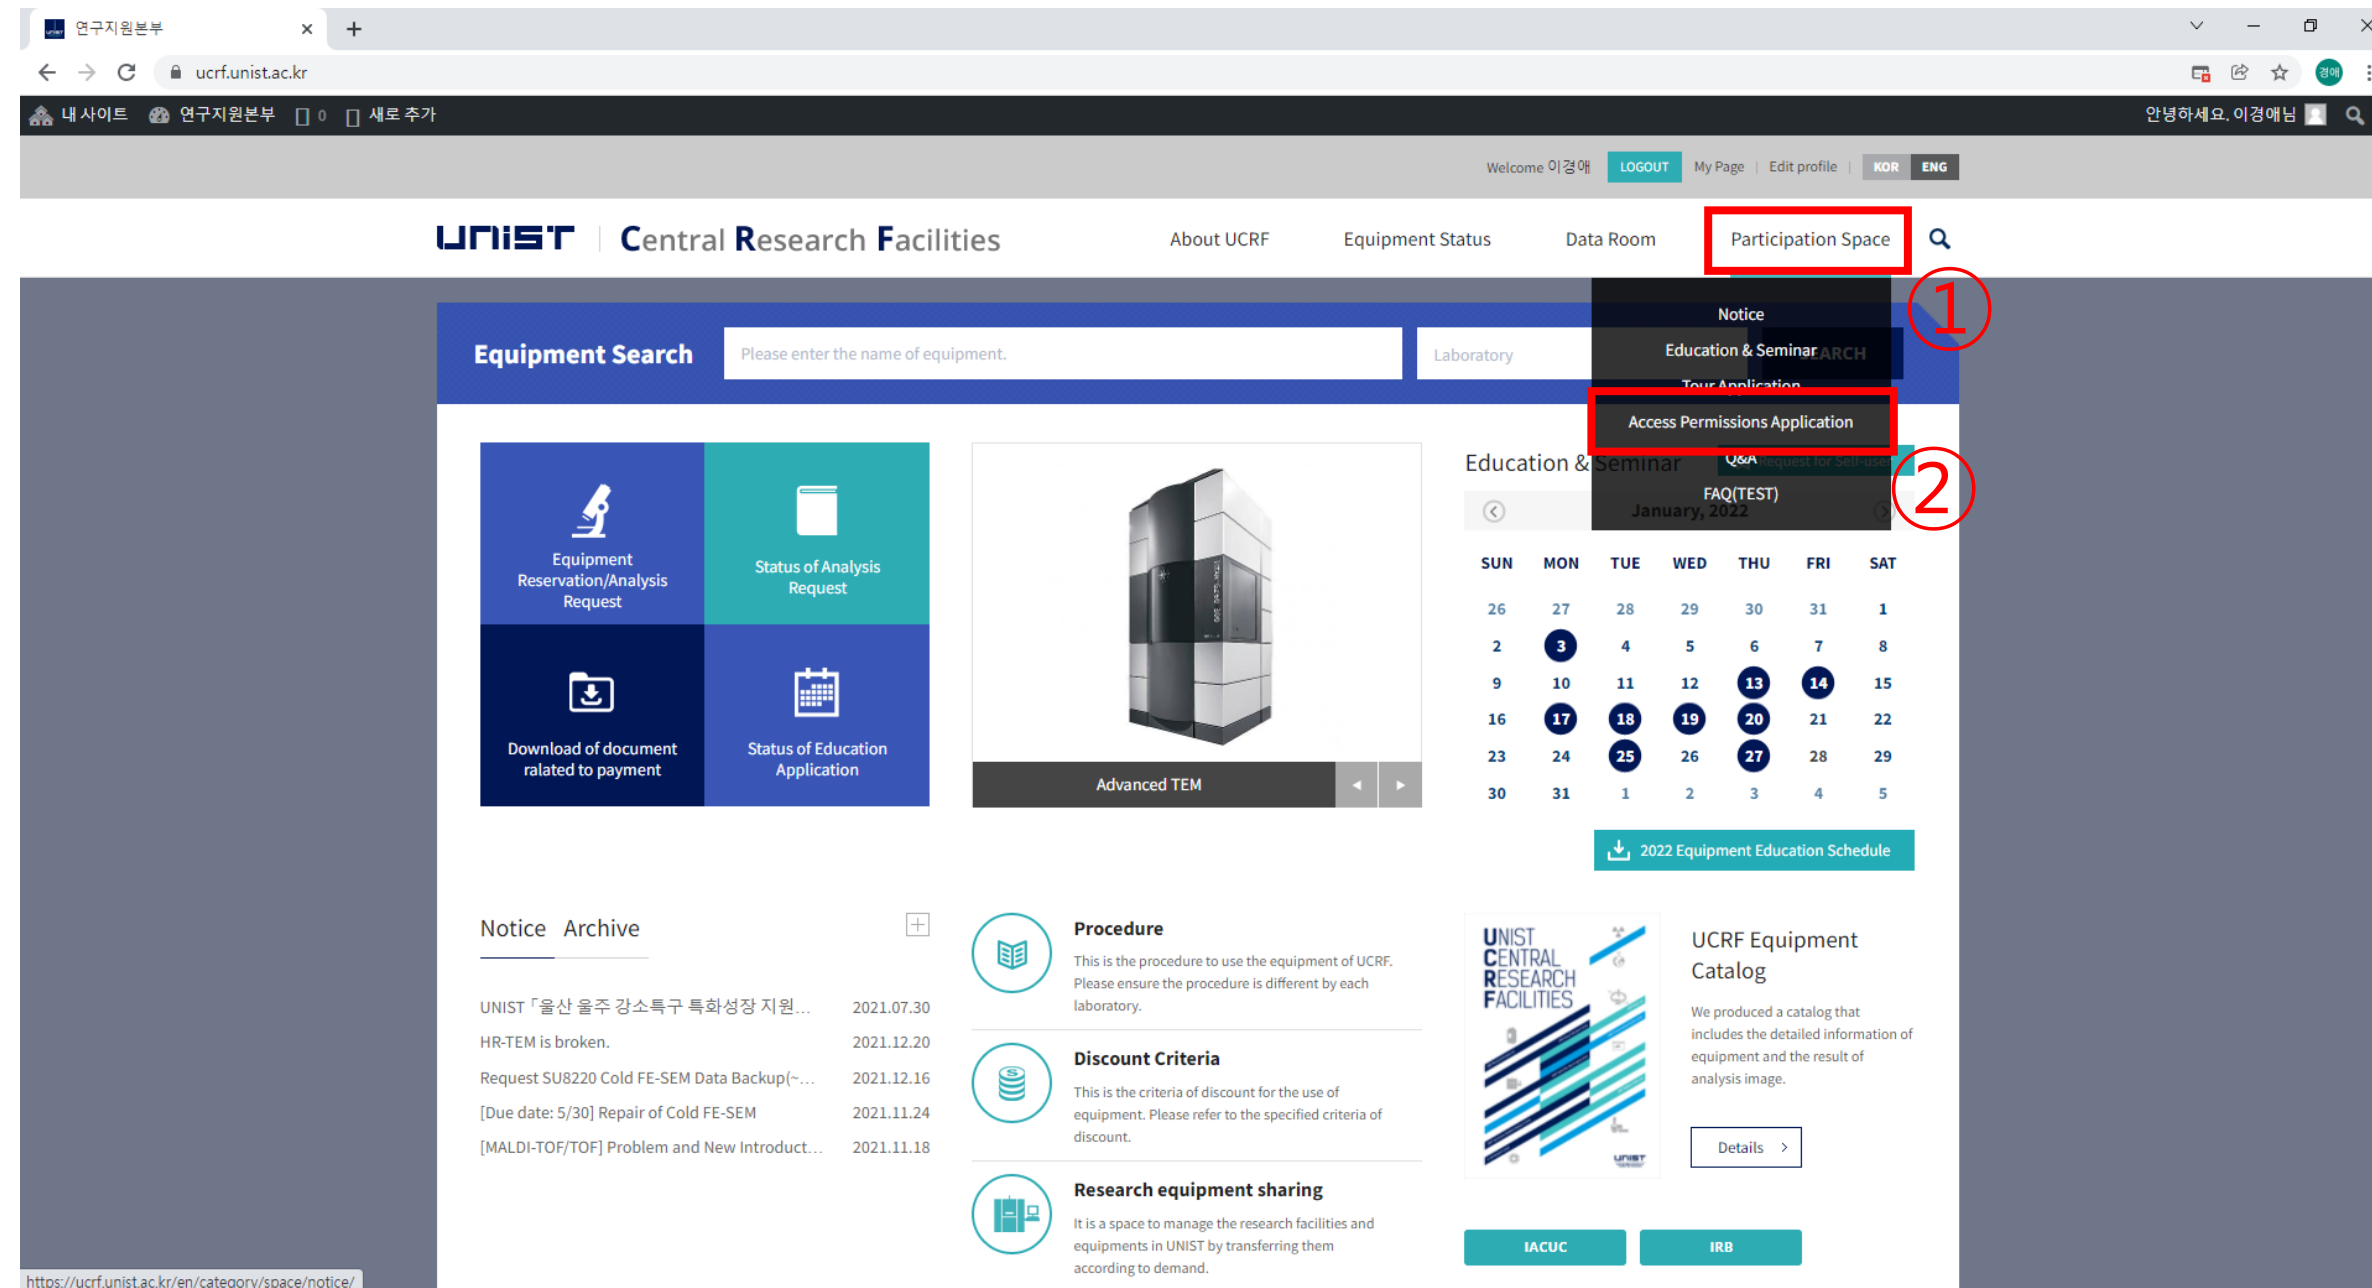 연구지원본부
ucrf.unist.ac.kr
경애
내 사이트 연구지원본부 0 새로 추가
안녕하세요. 이경애님
Welcome 이경애 LOGOUT My Page | Edit profile | KOR ENG
UNIST | Central Research Facilities
About UCRF Equipment Status Data Room Participation Space
①
Notice
Education & Seminar
Tour Application
Access Permissions Application
Q&A
FAQ(TEST)
②
Equipment Search Please enter the name of equipment. Laboratory SEARCH
Equipment
Reservation/Analysis
Request
Status of Analysis
Request
Download of document
ralated to payment
Status of Education
Application
Advanced TEM
Education & Seminar
Request for Self-user
January, 2022
SUN MON TUE WED THU FRI SAT
26 27 28 29 30 31 1
2 3 4 5 6 7 8
9 10 11 12 13 14 15
16 17 18 19 20 21 22
23 24 25 26 27 28 29
30 31 1 2 3 4 5
2022 Equipment Education Schedule
Notice Archive
UNIST「울산 울주 강소특구 특화성장 지원... 2021.07.30
HR-TEM is broken. 2021.12.20
Request SU8220 Cold FE-SEM Data Backup(~... 2021.12.16
[Due date: 5/30] Repair of Cold FE-SEM 2021.11.24
[MALDI-TOF/TOF] Problem and New Introduct... 2021.11.18
Procedure
This is the procedure to use the equipment of UCRF.
Please ensure the procedure is different by each
laboratory.
Discount Criteria
This is the criteria of discount for the use of
equipment. Please refer to the specified criteria of
discount.
Research equipment sharing
It is a space to manage the research facilities and
equipments in UNIST by transferring them
according to demand.
UNIST
CENTRAL
RESEARCH
FACILITIES
UNIST
UCRF Equipment
Catalog
We produced a catalog that
includes the detailed information of
equipment and the result of
analysis image.
Details >
IACUC IRB
https://ucrf.unist.ac.kr/en/category/space/notice/